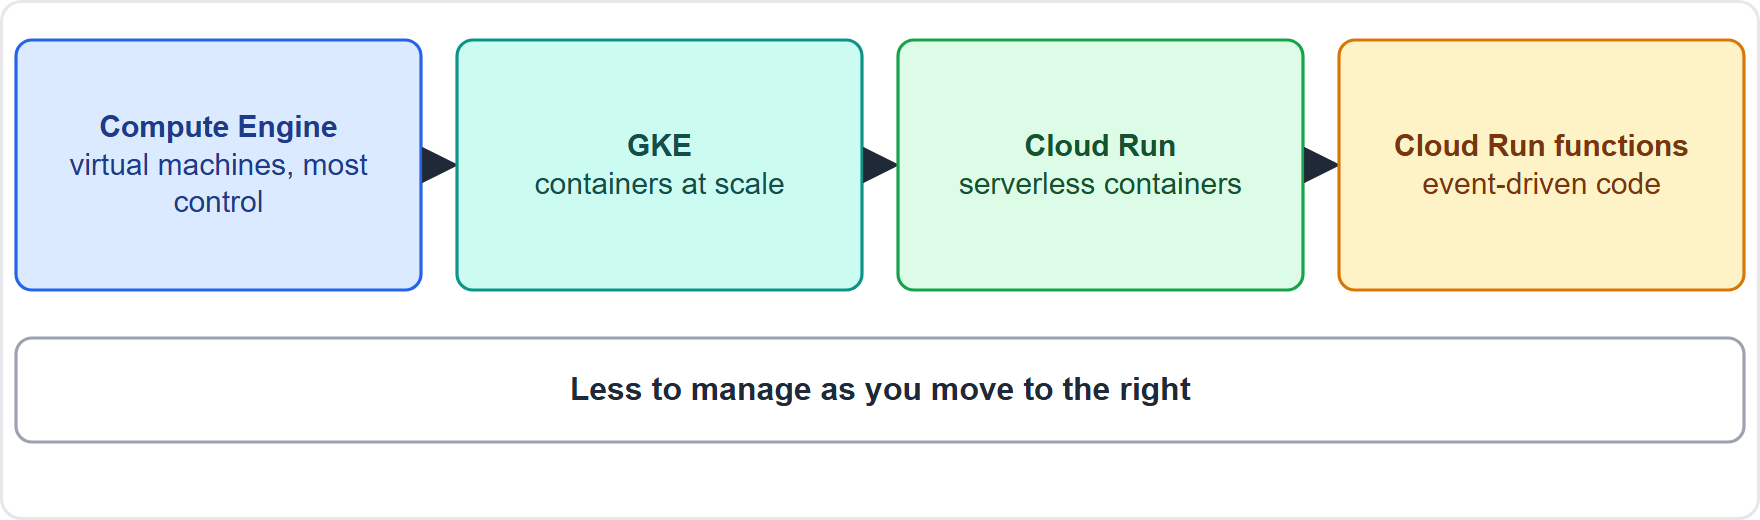 Compute Engine
virtual machines, most
control
GKE
containers at scale
Cloud Run
serverless containers
Cloud Run functions
event-driven code
Less to manage as you move to the right